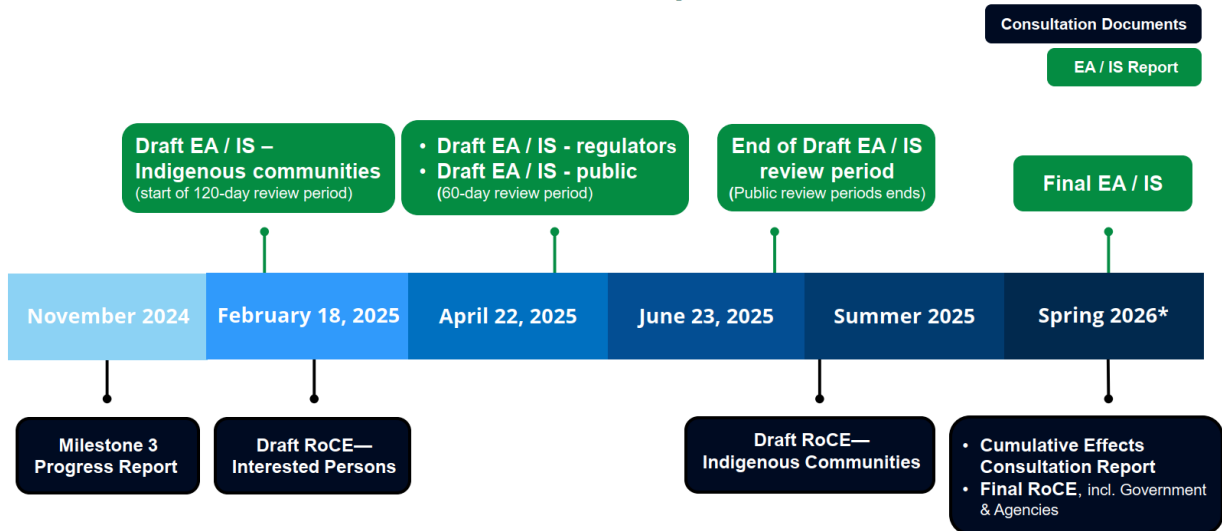 Consultation Documents
EA / IS Report
Draft EA / IS –
Indigenous communities
(start of 120-day review period)
• Draft EA / IS - regulators
• Draft EA / IS - public
(60-day review period)
End of Draft EA / IS
review period
(Public review periods ends)
Final EA / IS
November 2024
February 18, 2025
April 22, 2025
June 23, 2025
Summer 2025
Spring 2026*
Milestone 3
Progress Report
Draft RoCE—
Interested Persons
Draft RoCE—
Indigenous Communities
• Cumulative Effects
Consultation Report
• Final RoCE, incl. Government
& Agencies